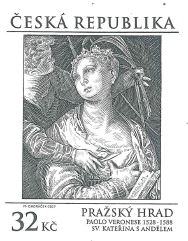 ČESKÁ REPUBLIKA
32 KČ
PRAŽSKÝ HRAD
PAOLO VERONESE 1528 - 1588
SV. KATEŘINA S ANDĚLEM